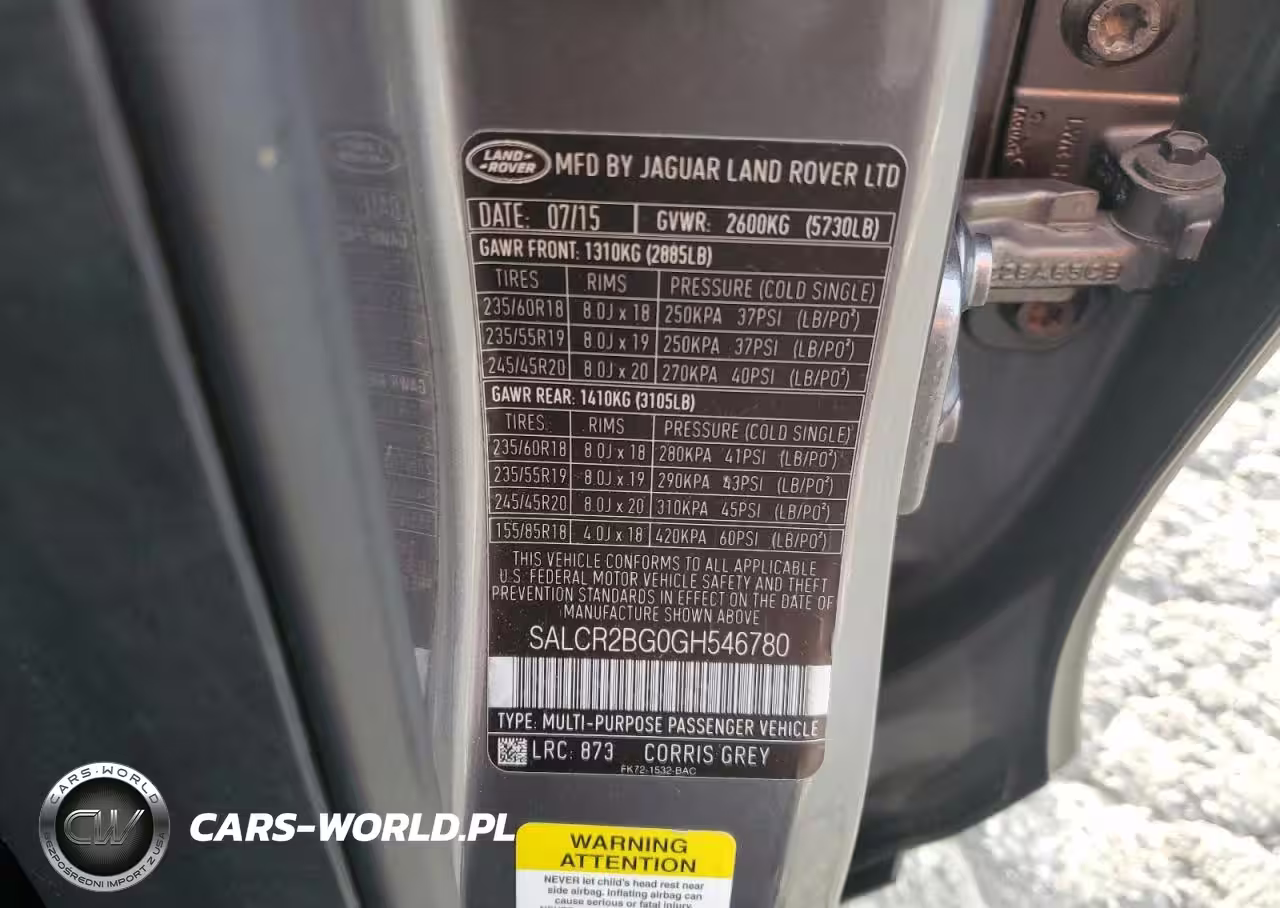 LAND ROVER
MFD BY JAGUAR LAND ROVER LTD
DATE: 07/15 GVWR: 2600KG (5730LB)
GAWR FRONT: 1310KG (2885LB)
TIRES RIMS PRESSURE (COLD SINGLE)
235/60R18 8.0J x 18 250KPA 37PSI (LB/PO²)
235/55R19 8.0J x 19 250KPA 37PSI (LB/PO²)
245/45R20 8.0J x 20 270KPA 40PSI (LB/PO²)
GAWR REAR: 1410KG (3105LB)
TIRES RIMS PRESSURE (COLD SINGLE)
235/60R18 8.0J x 18 280KPA 41PSI (LB/PO²)
235/55R19 8.0J x 19 290KPA 43PSI (LB/PO²)
245/45R20 8.0J x 20 310KPA 45PSI (LB/PO²)
155/85R18 4.0J x 18 420KPA 60PSI (LB/PO²)
THIS VEHICLE CONFORMS TO ALL APPLICABLE
U.S. FEDERAL MOTOR VEHICLE SAFETY AND THEFT
PREVENTION STANDARDS IN EFFECT ON THE DATE OF
MANUFACTURE SHOWN ABOVE
SALCR2BG0GH546780
TYPE: MULTI-PURPOSE PASSENGER VEHICLE
LRC: 873 CORRIS GREY
FK72-1532-BAC
WARNING
ATTENTION
NEVER let child's head rest near
side airbag. Inflating airbag can
cause serious or fatal injury.
CARS-WORLD
CW
BEZPOŚREDNI IMPORT Z USA
CARS-WORLD.PL